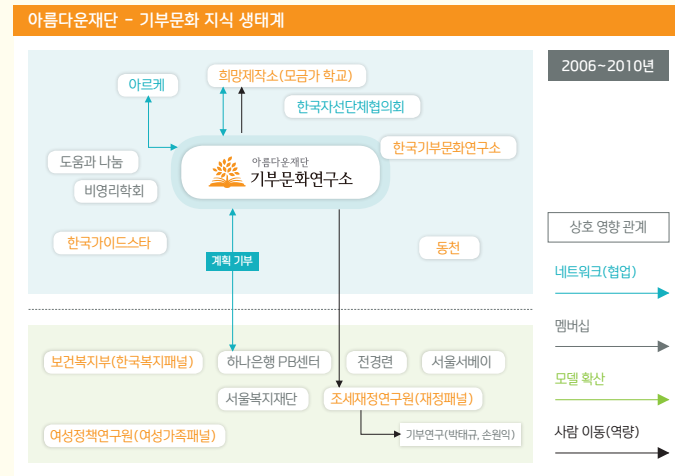 아름다운재단 - 기부문화 지식 생태계
2006~2010년
희망제작소(모금가 학교)
아르케
한국자선단체협의회
한국기부문화연구소
아름다운재단
기부문화연구소
도움과 나눔
비영리학회
한국가이드스타
동천
계획 기부
상호 영향 관계
네트워크(협업)
멤버십
모델 확산
사람 이동(역량)
보건복지부(한국복지패널)
하나은행 PB센터
전경련
서울서베이
서울복지재단
조세재정연구원(재정패널)
여성정책연구원(여성가족패널)
기부연구(박태규, 손원익)